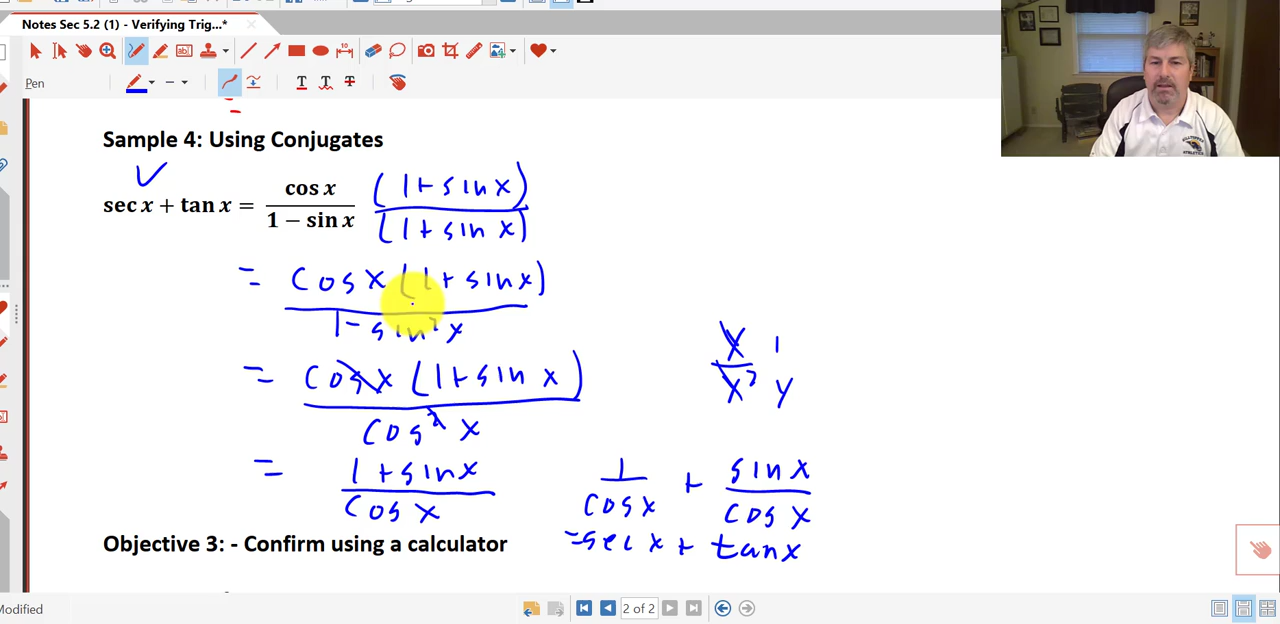 Notes Sec 5.2 (1) - Verifying Trig...*
Pen
Sample 4: Using Conjugates
✓
sec x + tan x = cos x / 1 − sin x (1 + sin x) / (1 + sin x)
= cos x (1 + sin x) / 1 − sin² x
= cos x (1 + sin x) / cos² x
x 1 / x² y
= 1 + sin x / cos x
1 / cos x + sin x / cos x
= sec x + tan x
Objective 3: - Confirm using a calculator
Modified
2 of 2